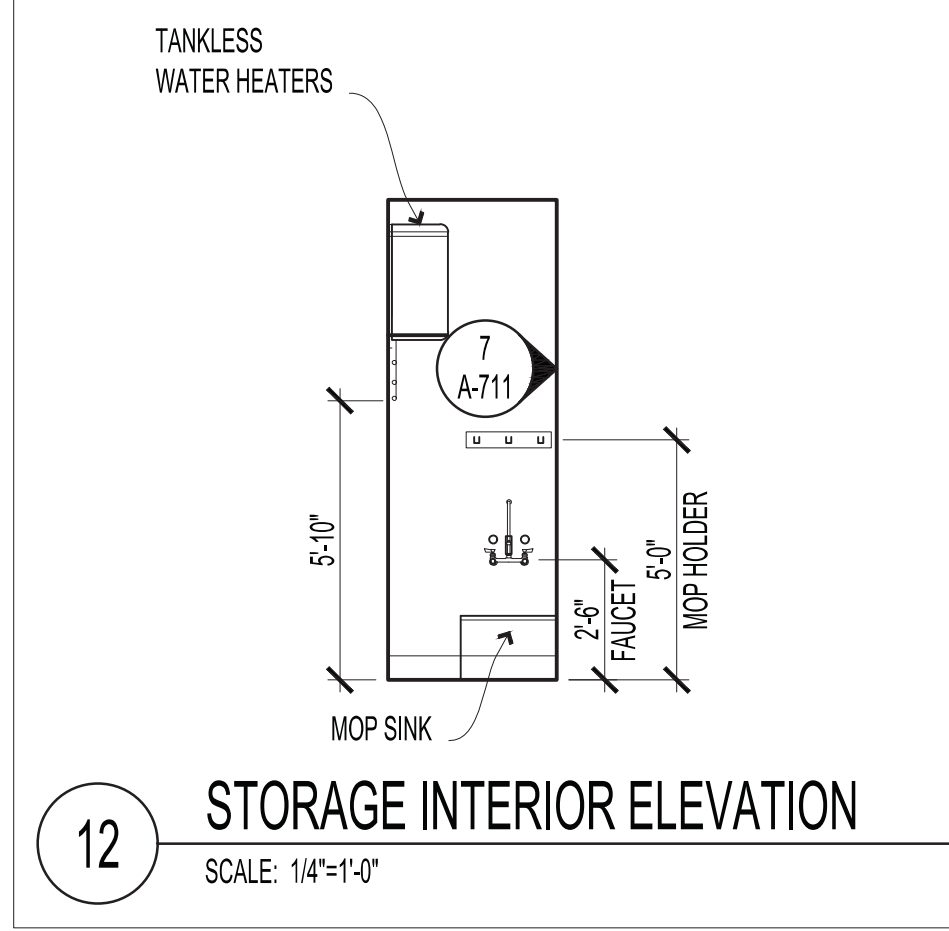 TANKLESS
WATER HEATERS
7
A-711
5'-10"
2'-6"
FAUCET
5'-0"
MOP HOLDER
MOP SINK
12
STORAGE INTERIOR ELEVATION
SCALE: 1/4"=1'-0"